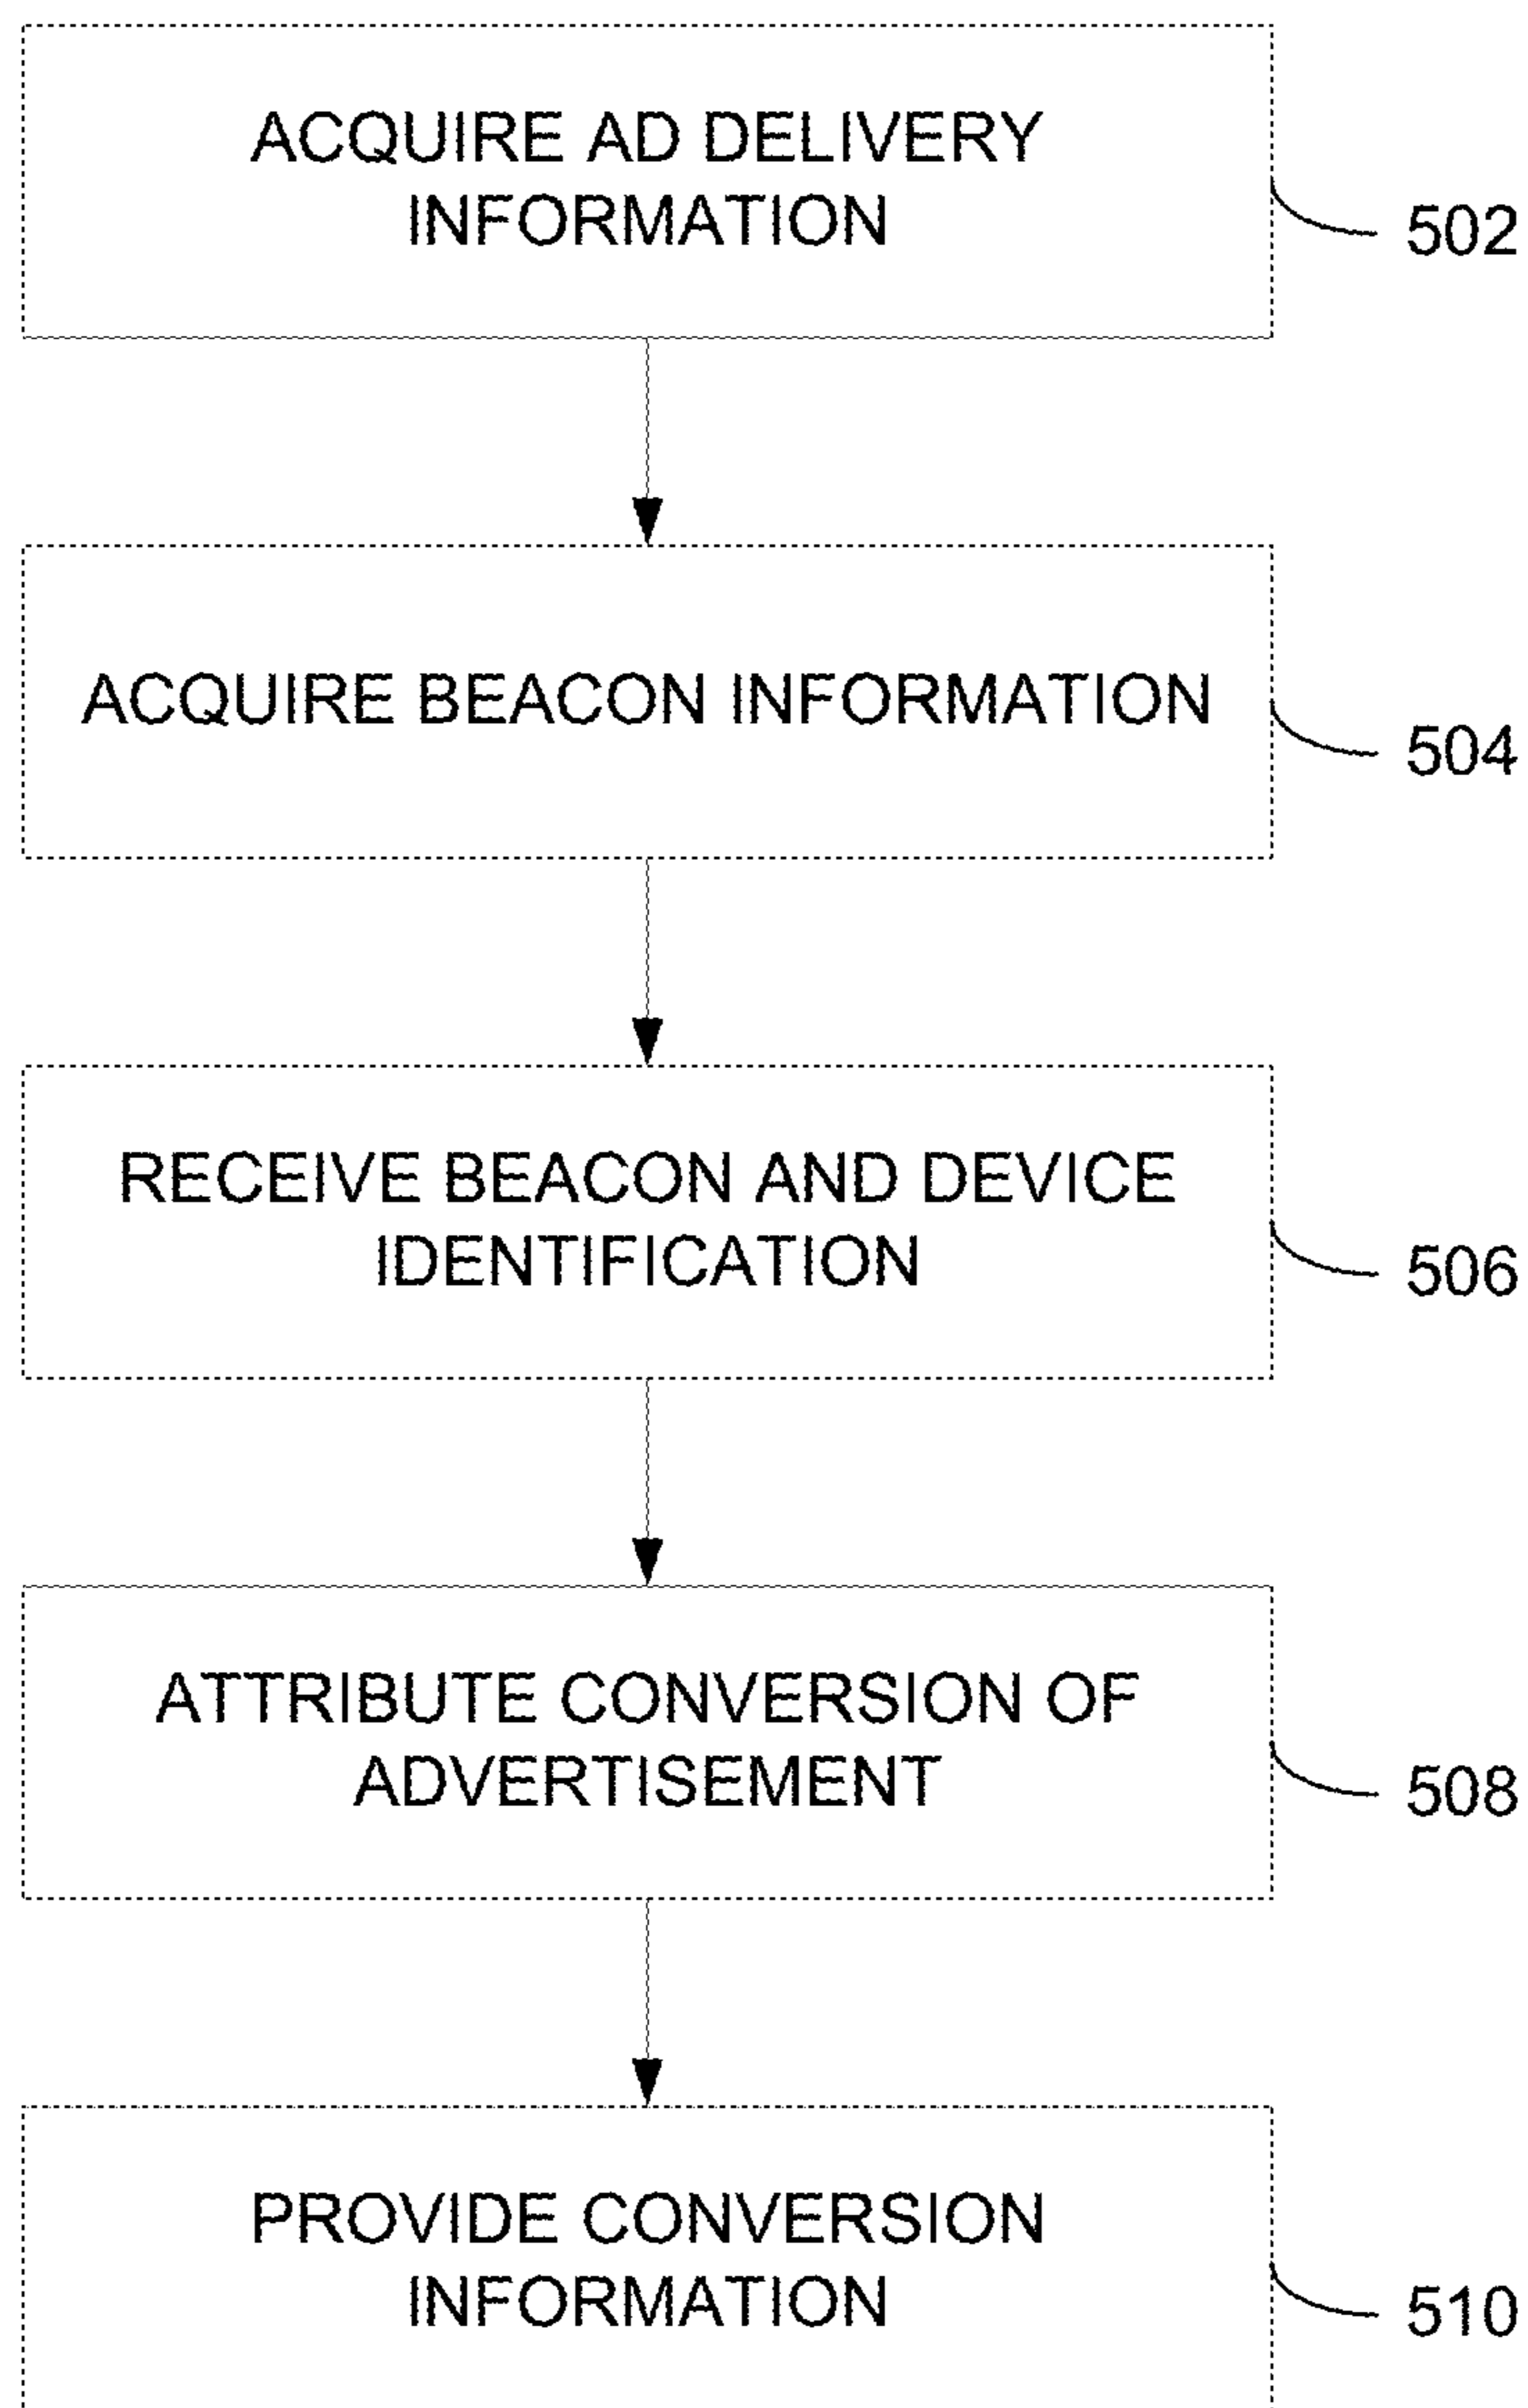 ACQUIRE AD DELIVERY
INFORMATION
502
ACQUIRE BEACON INFORMATION
504
RECEIVE BEACON AND DEVICE
IDENTIFICATION
506
ATTRIBUTE CONVERSION OF
ADVERTISEMENT
508
PROVIDE CONVERSION
INFORMATION
510